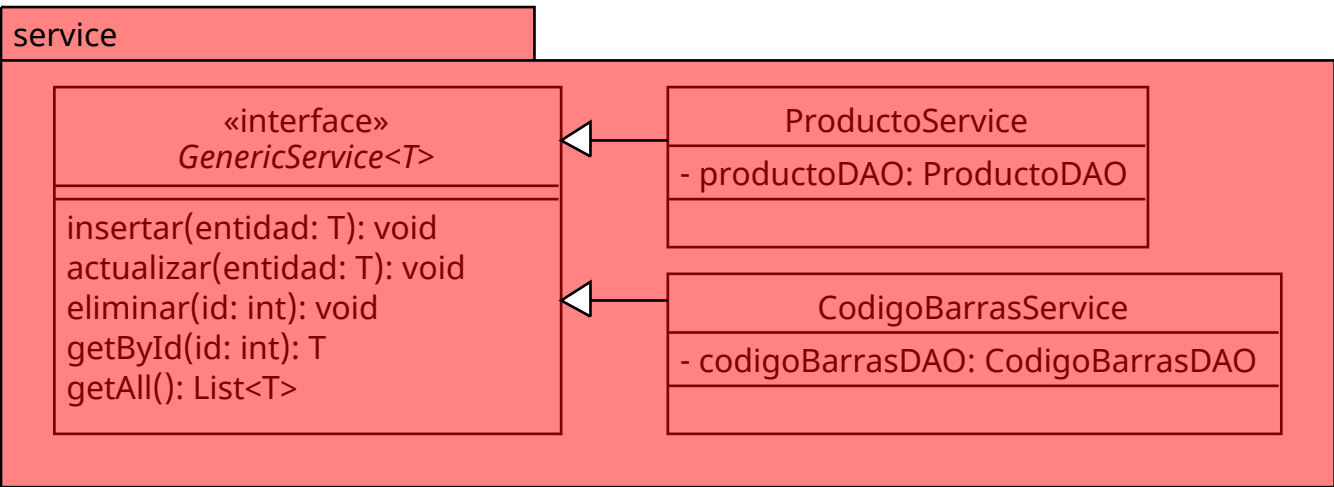 service
«interface»
GenericService<T>
insertar(entidad: T): void
actualizar(entidad: T): void
eliminar(id: int): void
getById(id: int): T
getAll(): List<T>
ProductoService
- productoDAO: ProductoDAO
CodigoBarrasService
- codigoBarrasDAO: CodigoBarrasDAO